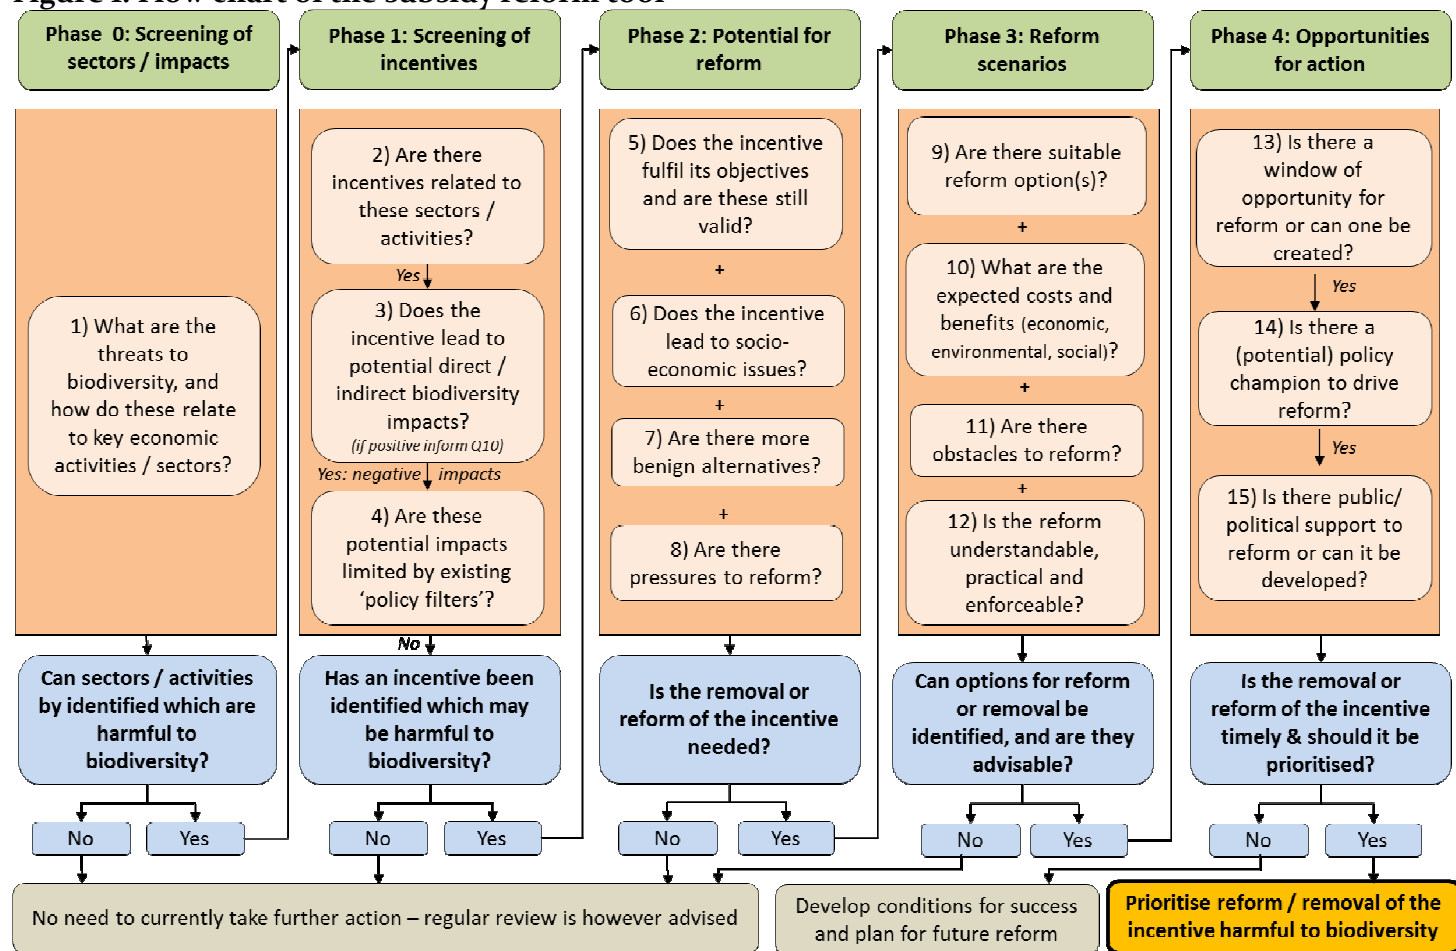 Figure 1. Flow chart of the subsidy reform tool
Phase 0: Screening of
sectors / impacts
Phase 1: Screening of
incentives
Phase 2: Potential for
reform
Phase 3: Reform
scenarios
Phase 4: Opportunities
for action
1) What are the
threats to
biodiversity, and
how do these relate
to key economic
activities / sectors?
2) Are there
incentives related to
these sectors /
activities?
Yes
3) Does the
incentive lead to
potential direct /
indirect biodiversity
impacts?
(if positive inform Q10)
Yes: negative impacts
4) Are these
potential impacts
limited by existing
‘policy filters’?
No
5) Does the incentive
fulfil its objectives
and are these still
valid?
+
6) Does the incentive
lead to socio-
economic issues?
+
7) Are there more
benign alternatives?
+
8) Are there
pressures to reform?
9) Are there suitable
reform option(s)?
+
10) What are the
expected costs and
benefits (economic,
environmental, social)?
+
11) Are there
obstacles to reform?
+
12) Is the reform
understandable,
practical and
enforceable?
13) Is there a
window of
opportunity for
reform or can one be
created?
Yes
14) Is there a
(potential) policy
champion to drive
reform?
Yes
15) Is there public/
political support to
reform or can it be
developed?
Can sectors / activities
by identified which are
harmful to
biodiversity?
Has an incentive been
identified which may
be harmful to
biodiversity?
Is the removal or
reform of the incentive
needed?
Can options for reform
or removal be
identified, and are they
advisable?
Is the removal or
reform of the incentive
timely & should it be
prioritised?
No
Yes
No
Yes
No
Yes
No
Yes
No
Yes
No need to currently take further action – regular review is however advised
Develop conditions for success
and plan for future reform
Prioritise reform / removal of the
incentive harmful to biodiversity